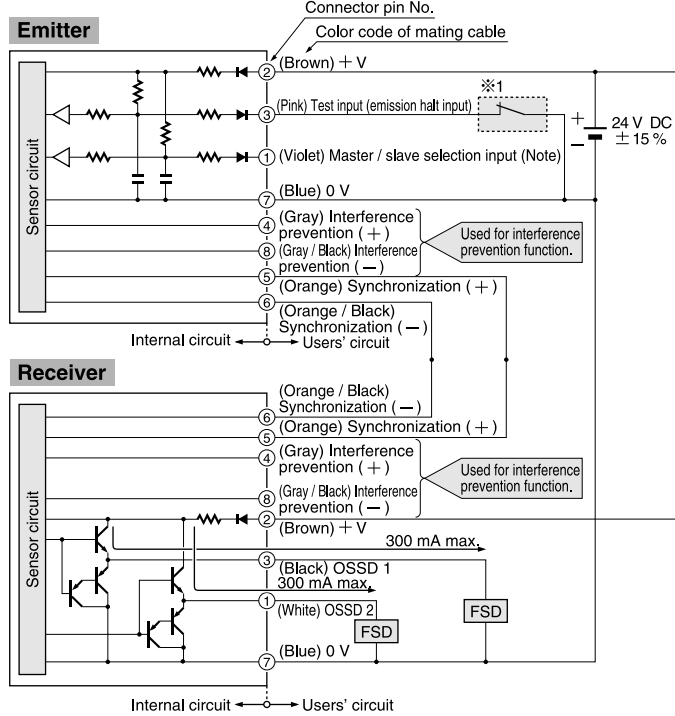 Connector pin No.
Color code of mating cable
Emitter
Sensor circuit
2 (Brown) + V
3 (Pink) Test input (emission halt input)
※1
+
−
24 V DC
± 15 %
1 (Violet) Master / slave selection input (Note)
7 (Blue) 0 V
4 (Gray) Interference
prevention ( + )
8 (Gray / Black) Interference
prevention ( − )
Used for interference
prevention function.
5 (Orange) Synchronization ( + )
6 (Orange / Black)
Synchronization ( − )
Internal circuit
Users' circuit
Receiver
Sensor circuit
(Orange / Black)
Synchronization ( − )
6
5 (Orange) Synchronization ( + )
4 (Gray) Interference
prevention ( + )
8 (Gray / Black) Interference
prevention ( − )
Used for interference
prevention function.
2 (Brown) + V
300 mA max.
3 (Black) OSSD 1
300 mA max.
1 (White) OSSD 2
FSD
FSD
7 (Blue) 0 V
Internal circuit
Users' circuit